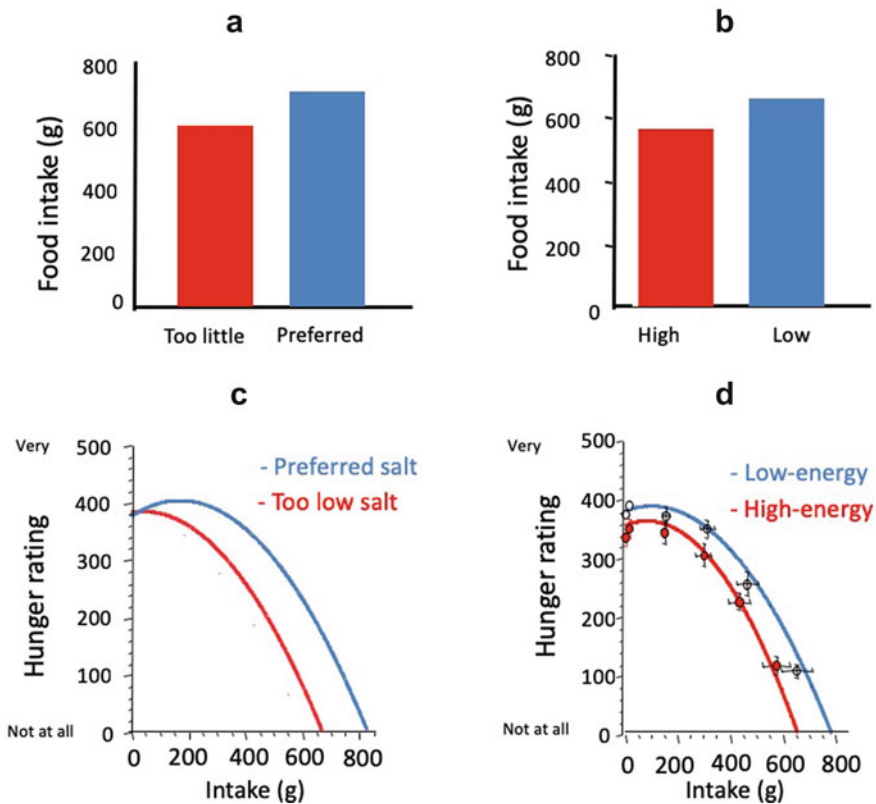 a
800
600
400
200
0
Food intake (g)
Too little
Preferred
b
800
600
400
200
0
Food intake (g)
High
Low
c
Very
500
400
300
200
100
0
Not at all
Hunger rating
- Preferred salt
- Too low salt
0 200 400 600 800
Intake (g)
d
Very
500
400
300
200
100
0
Not at all
Hunger rating
- Low-energy
- High-energy
0 200 400 600 800
Intake (g)